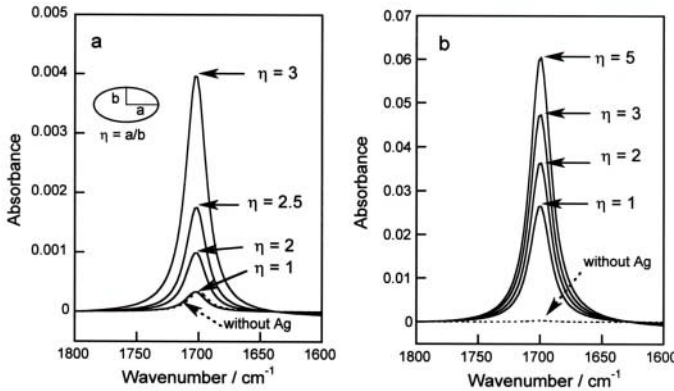 0.005
a
η = 3
0.004
b
a
η = a/b
0.003
Absorbance
0.002
η = 2.5
0.001
η = 2
η = 1
0
without Ag
1800
1750
1700
1650
1600
Wavenumber / cm-1
0.07
b
0.06
η = 5
0.05
η = 3
0.04
Absorbance
η = 2
0.03
η = 1
0.02
without Ag
0.01
0.00
1800
1750
1700
1650
1600
Wavenumber / cm-1